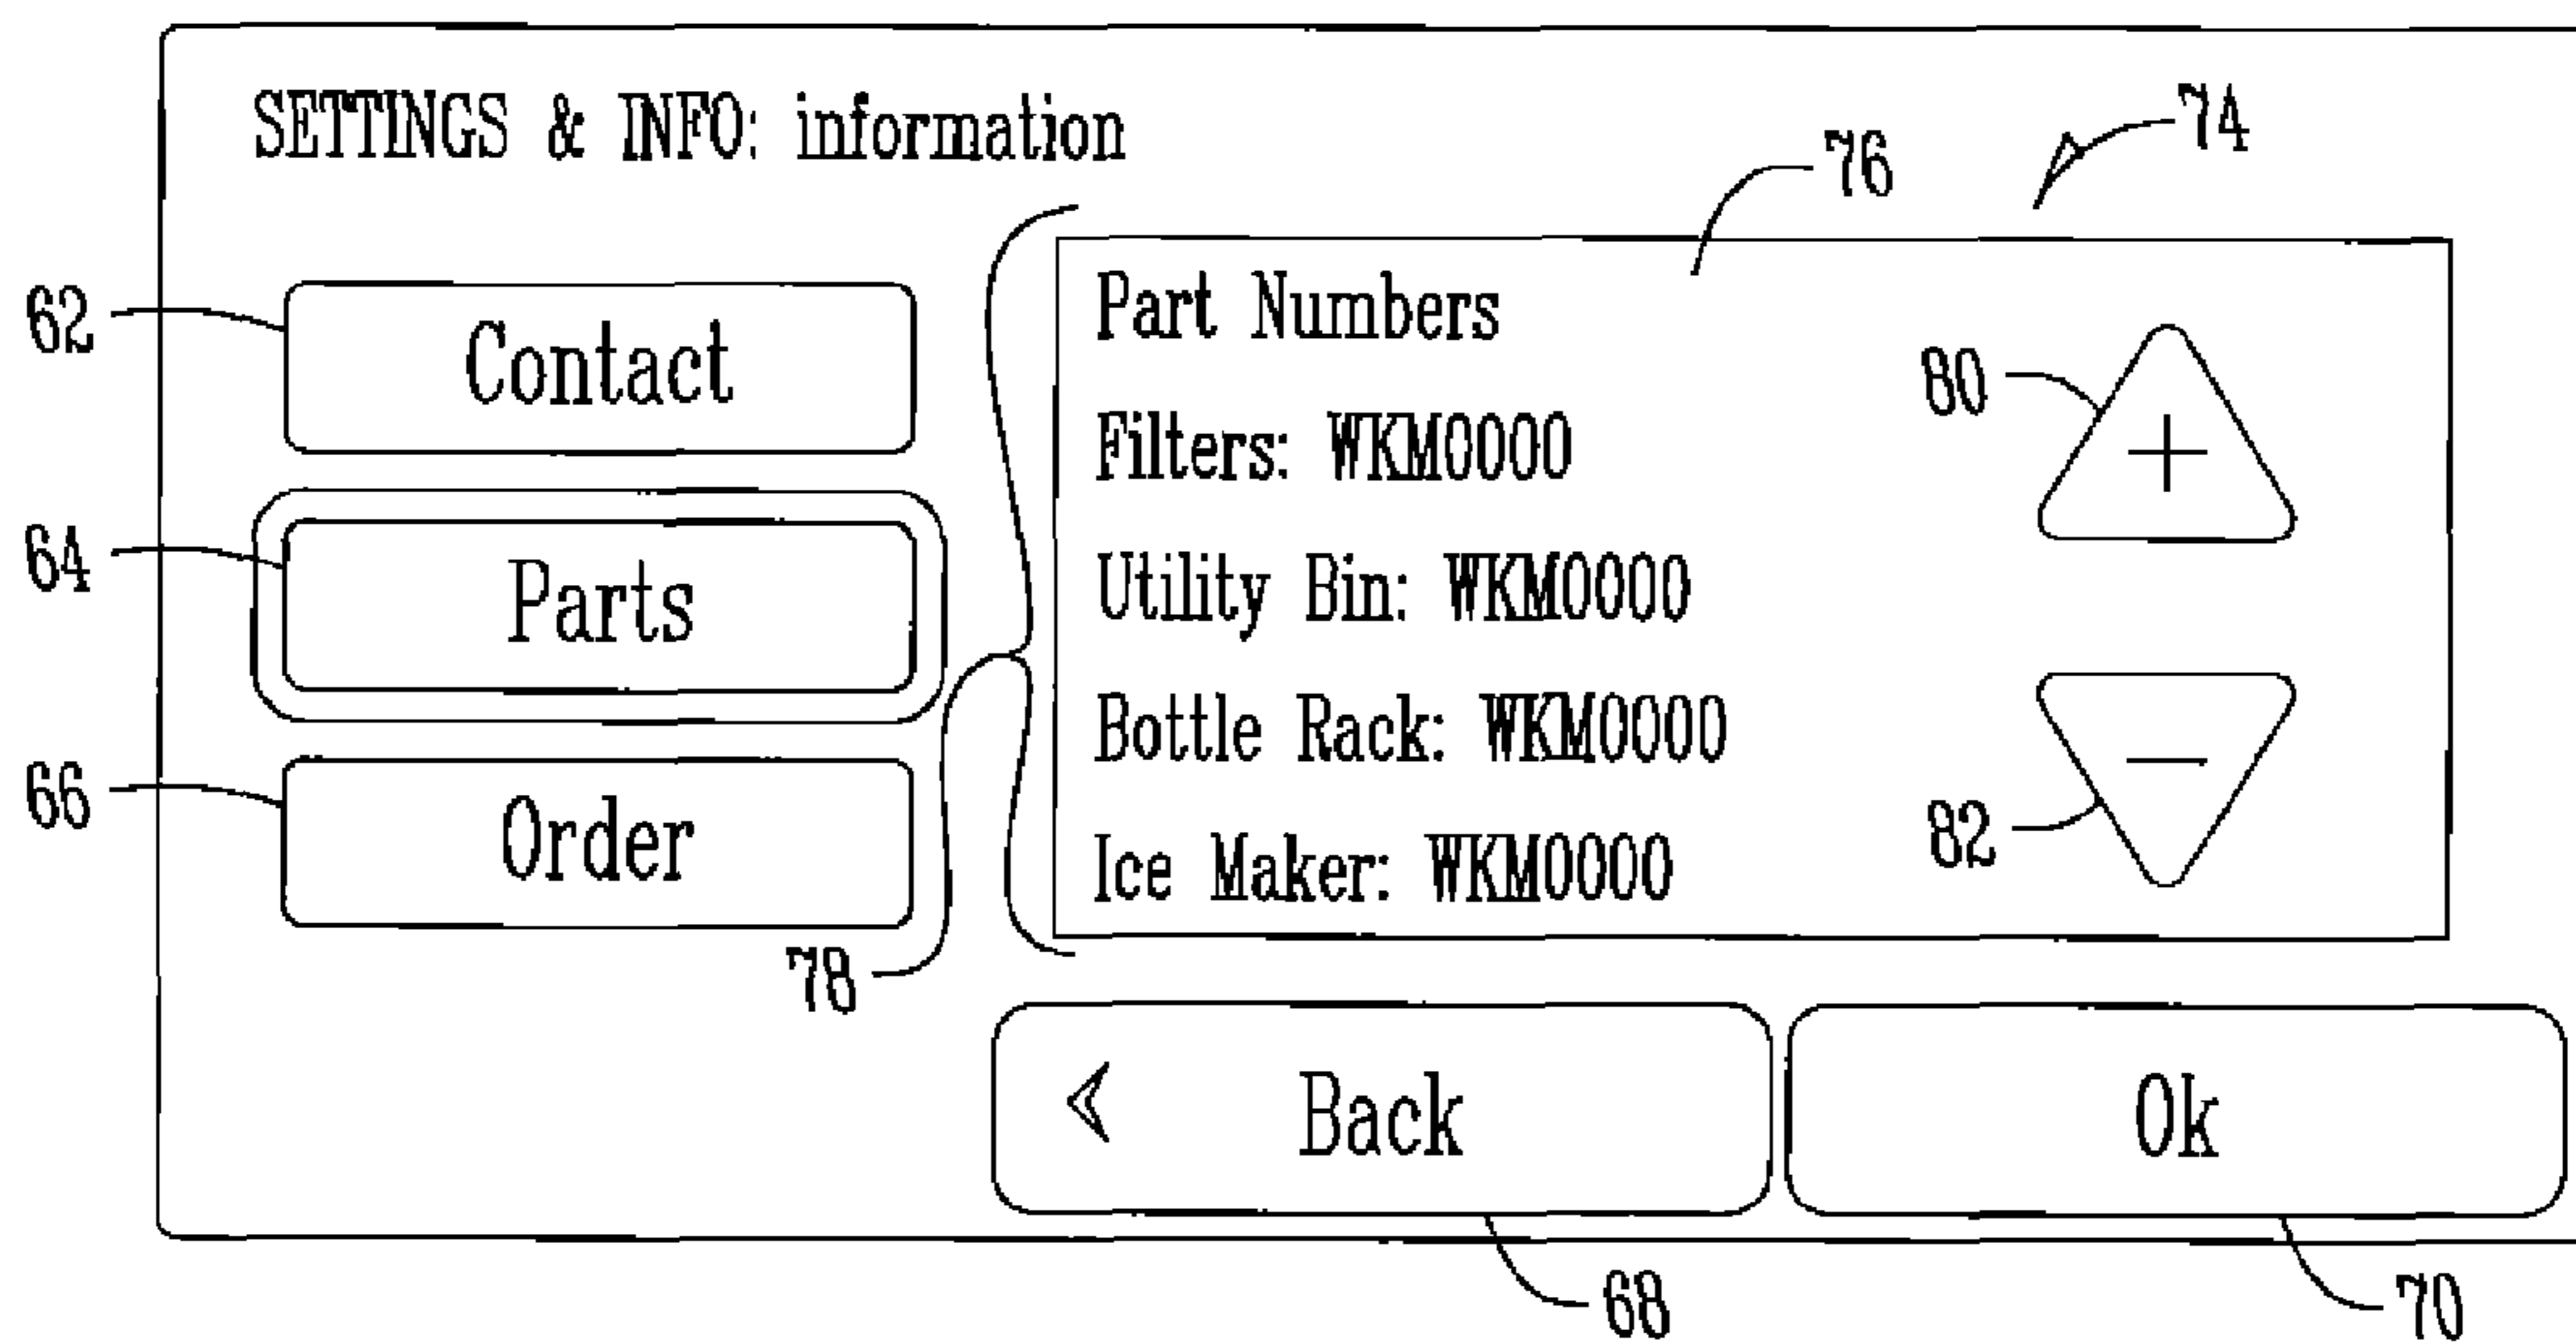 SETTINGS & INFO: information
74
76
62
Contact
Part Numbers
80
+
Filters: WKM0000
64
Parts
Utility Bin: WKM0000
Bottle Rack: WKM0000
−
66
Order
82
Ice Maker: WKM0000
78
Back
Ok
68
70